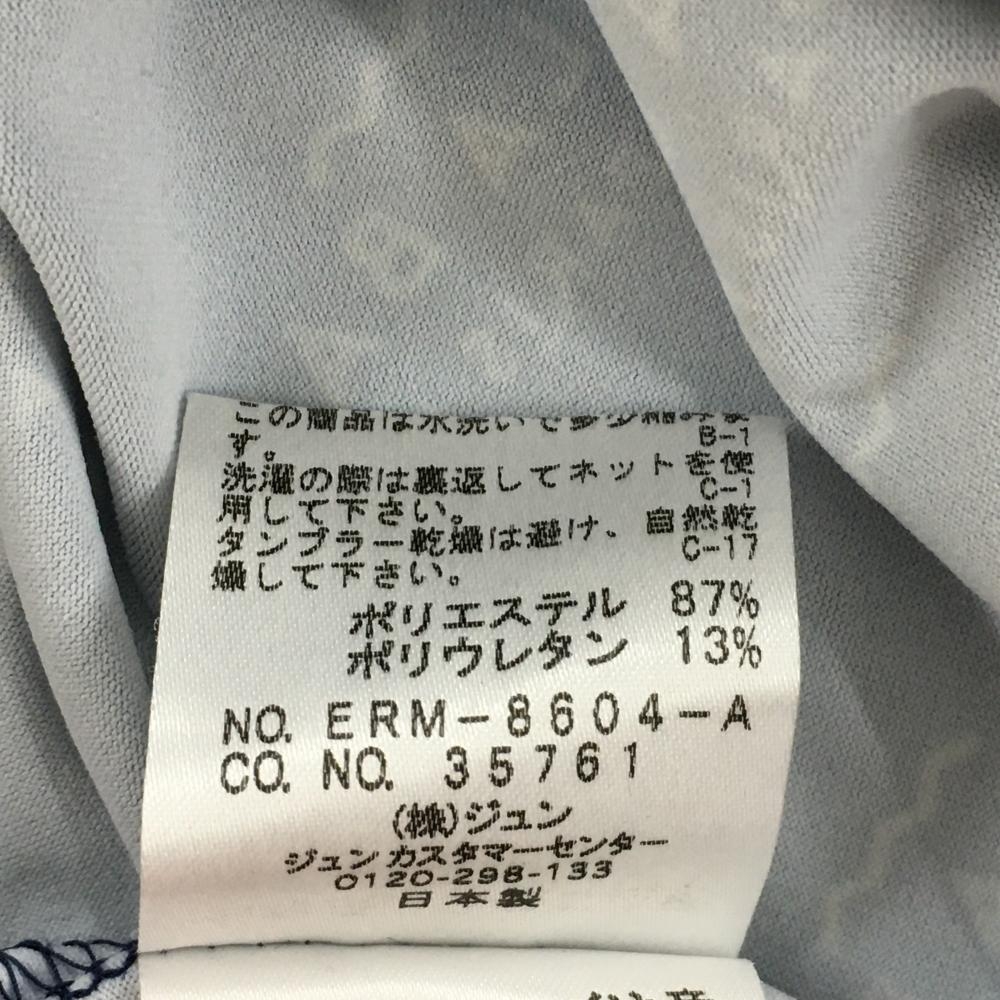 この商品は水洗いで多少縮みま
B-1
す。
洗濯の際は裏返してネットを使
C-1
用して下さい。
タンブラー乾燥は避け、自然乾
C-17
燥して下さい。
ポリエステル 87%
ポリウレタン 13%
NO. ERM-8604-A
CO. NO. 35761
(株)ジュン
ジュンカスタマーセンター
0120-298-133
日本製